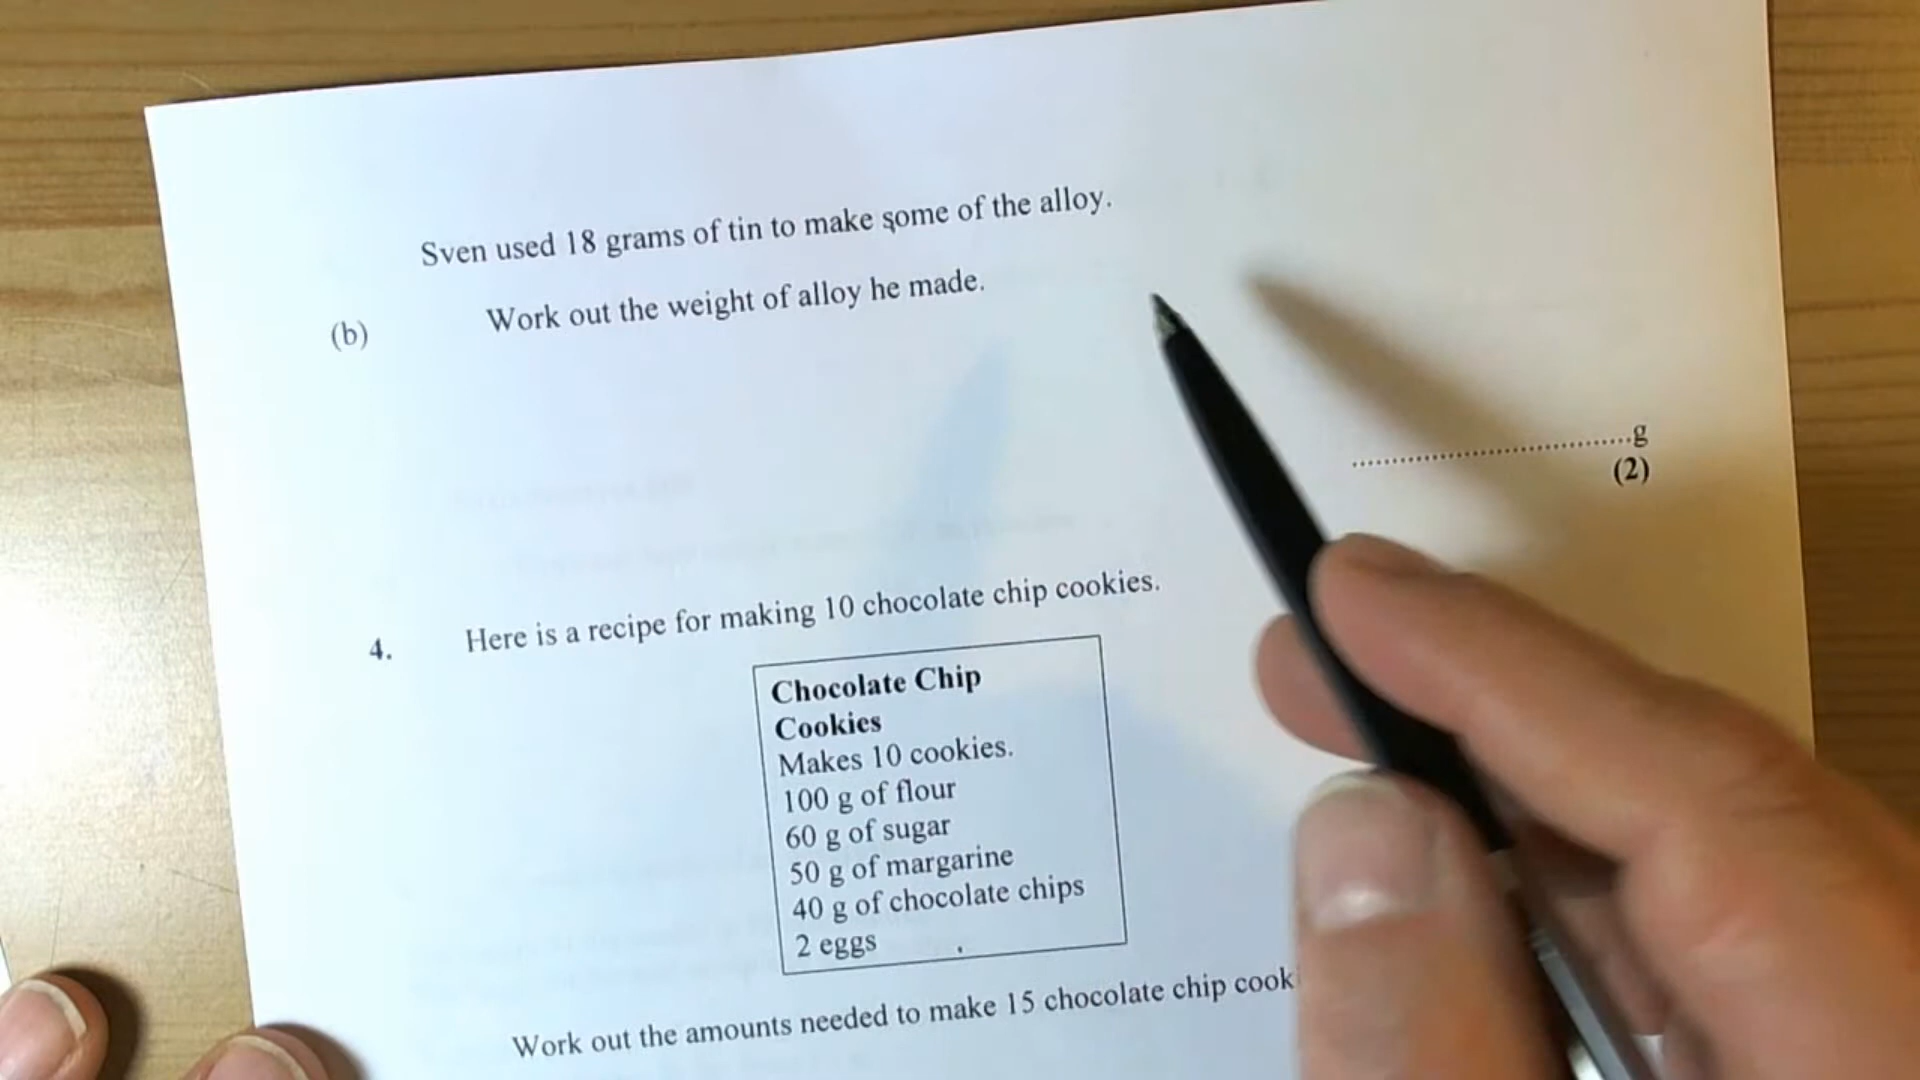 Sven used 18 grams of tin to make some of the alloy.
(b) Work out the weight of alloy he made.
..............................g
(2)
4. Here is a recipe for making 10 chocolate chip cookies.
Chocolate Chip
Cookies
Makes 10 cookies.
100 g of flour
60 g of sugar
50 g of margarine
40 g of chocolate chips
2 eggs
Work out the amounts needed to make 15 chocolate chip